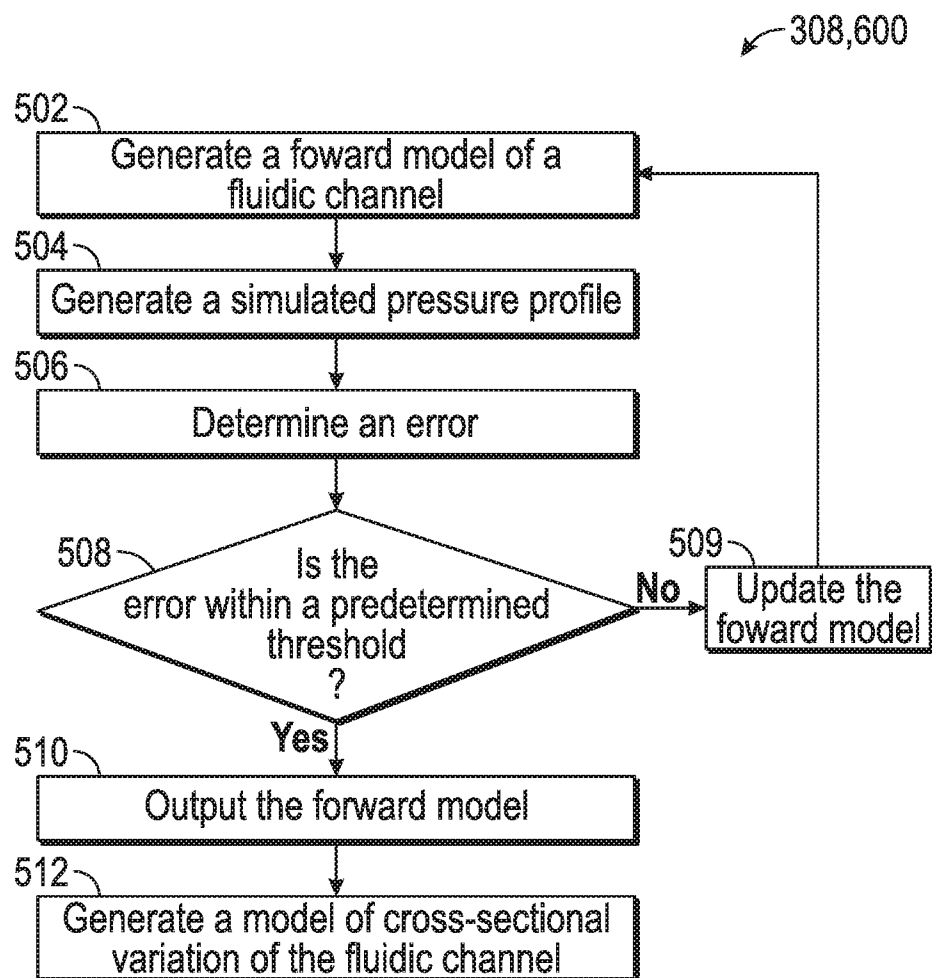 308,600
502
Generate a foward model of a
fluidic channel
504
Generate a simulated pressure profile
506
Determine an error
508
Is the
error within a predetermined
threshold
?
No
509
Update the
foward model
Yes
510
Output the forward model
512
Generate a model of cross-sectional
variation of the fluidic channel